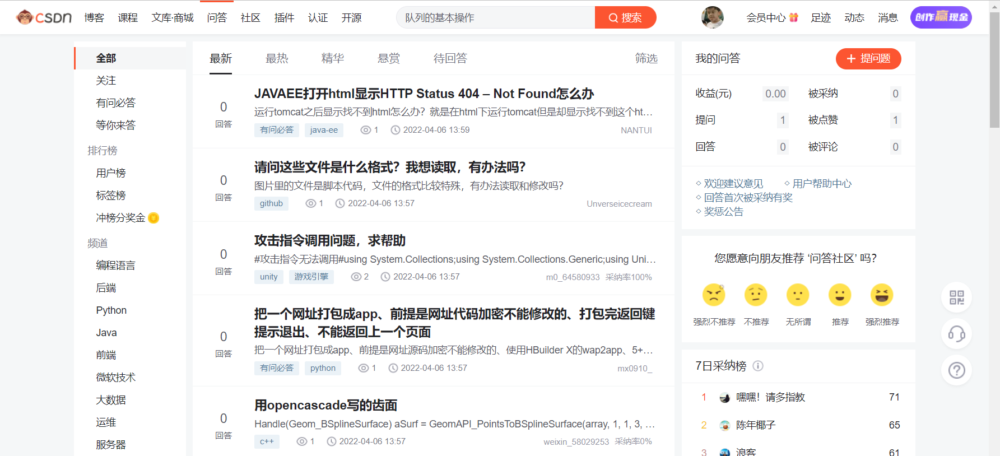 CSDN 博客 课程 文库·商城 问答 社区 插件 认证 开源 队列的基本操作 搜索 会员中心 足迹 动态 消息 创作赢现金
全部
关注
有问必答
等你来答
排行榜
用户榜
标签榜
冲榜分奖金
频道
编程语言
后端
Python
Java
前端
微软技术
大数据
运维
服务器
最新 最热 精华 悬赏 待回答 筛选
0
回答
JAVAEE打开html显示HTTP Status 404 – Not Found怎么办
运行tomcat之后显示找不到html怎么办？就是在html下运行tomcat但是却显示找不到这个ht…
有问必答 java-ee 1 2022-04-06 13:59 NANTUI
0
回答
请问这些文件是什么格式？我想读取，有办法吗？
图片里的文件是脚本代码，文件的格式比较特殊，有办法读取和修改吗？
github 1 2022-04-06 13:57 Unverseicecream
0
回答
攻击指令调用问题，求帮助
#攻击指令无法调用#using System.Collections;using System.Collections.Generic;using Uni…
unity 游戏引擎 2 2022-04-06 13:57 m0_64580933 采纳率100%
0
回答
把一个网址打包成app、前提是网址代码加密不能修改的、打包完返回键
提示退出、不能返回上一个页面
把一个网址打包成app、前提是网址源码加密不能修改的、使用HBuilder X的wap2app、5+…
有问必答 python 1 2022-04-06 13:57 mx0910_
0
回答
用opencascade写的齿面
Handle(Geom_BSplineSurface) aSurf = GeomAPI_PointsToBSplineSurface(array, 1, 1, 3, …
c++ 1 2022-04-06 13:57 weixin_58029253 采纳率0%
我的问答 提问题
收益(元) 0.00 被采纳 0
提问 1 被点赞 1
回答 0 被评论 0
欢迎建议意见 用户帮助中心
回答首次被采纳有奖
奖惩公告
您愿意向朋友推荐 ‘问答社区’ 吗？
强烈不推荐 不推荐 无所谓 推荐 强烈推荐
7日采纳榜
1 嘿嘿！请多指教 71
2 陈年椰子 65
3 浪客 61